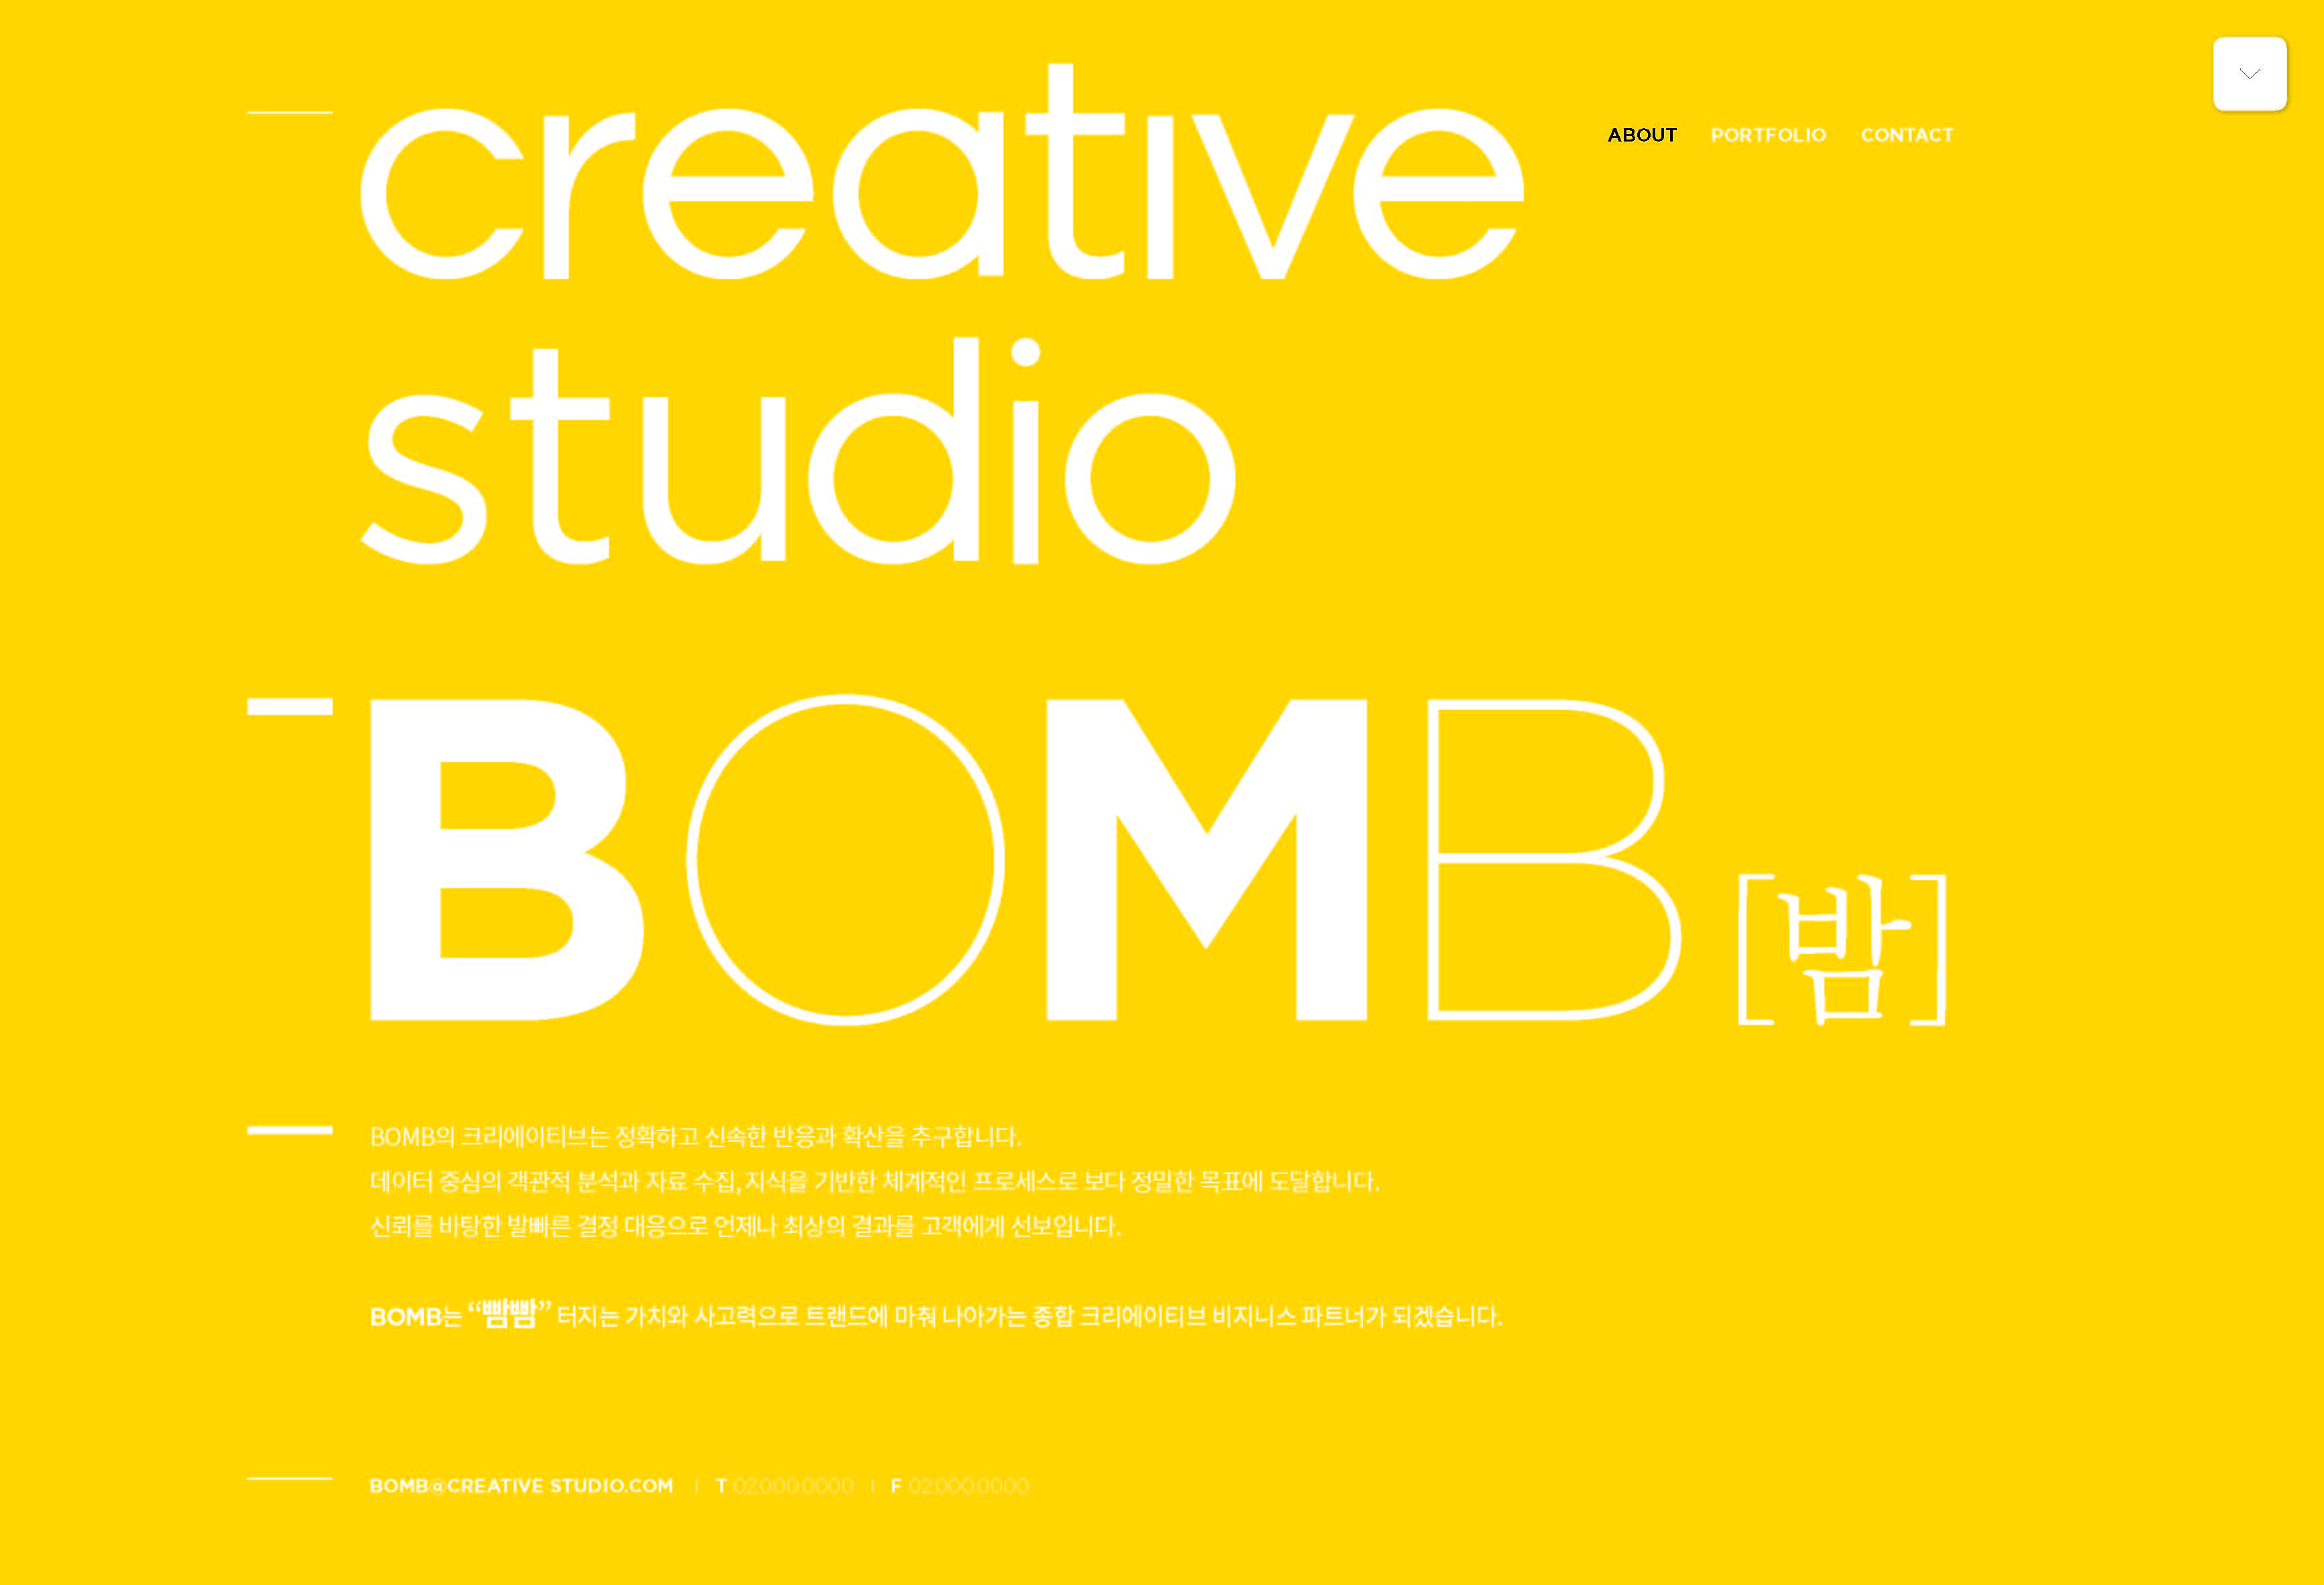 creative
ABOUT PORTFOLIO CONTACT
studio
BOMB [밤]
BOMB의 크리에이티브는 정확하고 신속한 반응과 확산을 추구합니다.
데이터 중심의 객관적 분석과 자료 수집, 지식을 기반한 체계적인 프로세스로 보다 정밀한 목표에 도달합니다.
신뢰를 바탕한 발빠른 결정 대응으로 언제나 최상의 결과를 고객에게 선보입니다.
BOMB는 “빰빰” 터지는 가치와 사고력으로 트랜드에 마춰 나아가는 종합 크리에이티브 비지니스 파트너가 되겠습니다.
BOMB@CREATIVE STUDIO.COM | T 02.000.0000 | F 02.000.0000